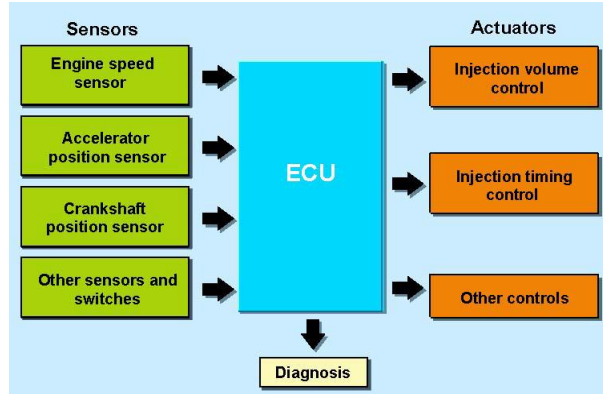 Sensors
Engine speed
sensor
Accelerator
position sensor
Crankshaft
position sensor
Other sensors and
switches
ECU
Actuators
Injection volume
control
Injection timing
control
Other controls
Diagnosis